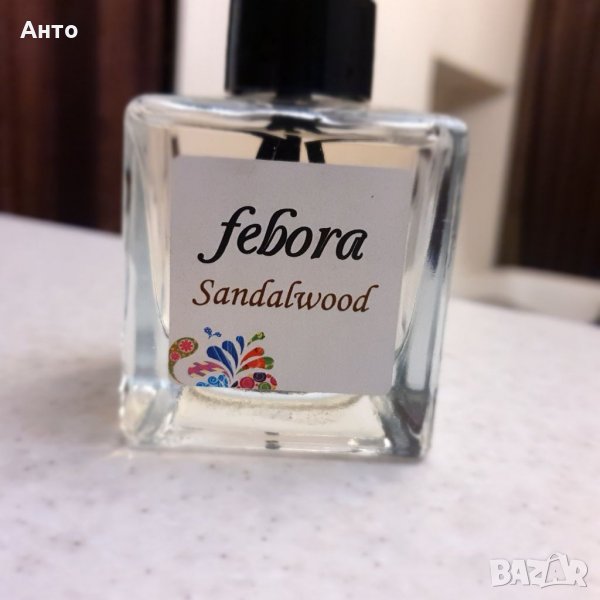 Анто
febora
Sandalwood
BAZAR